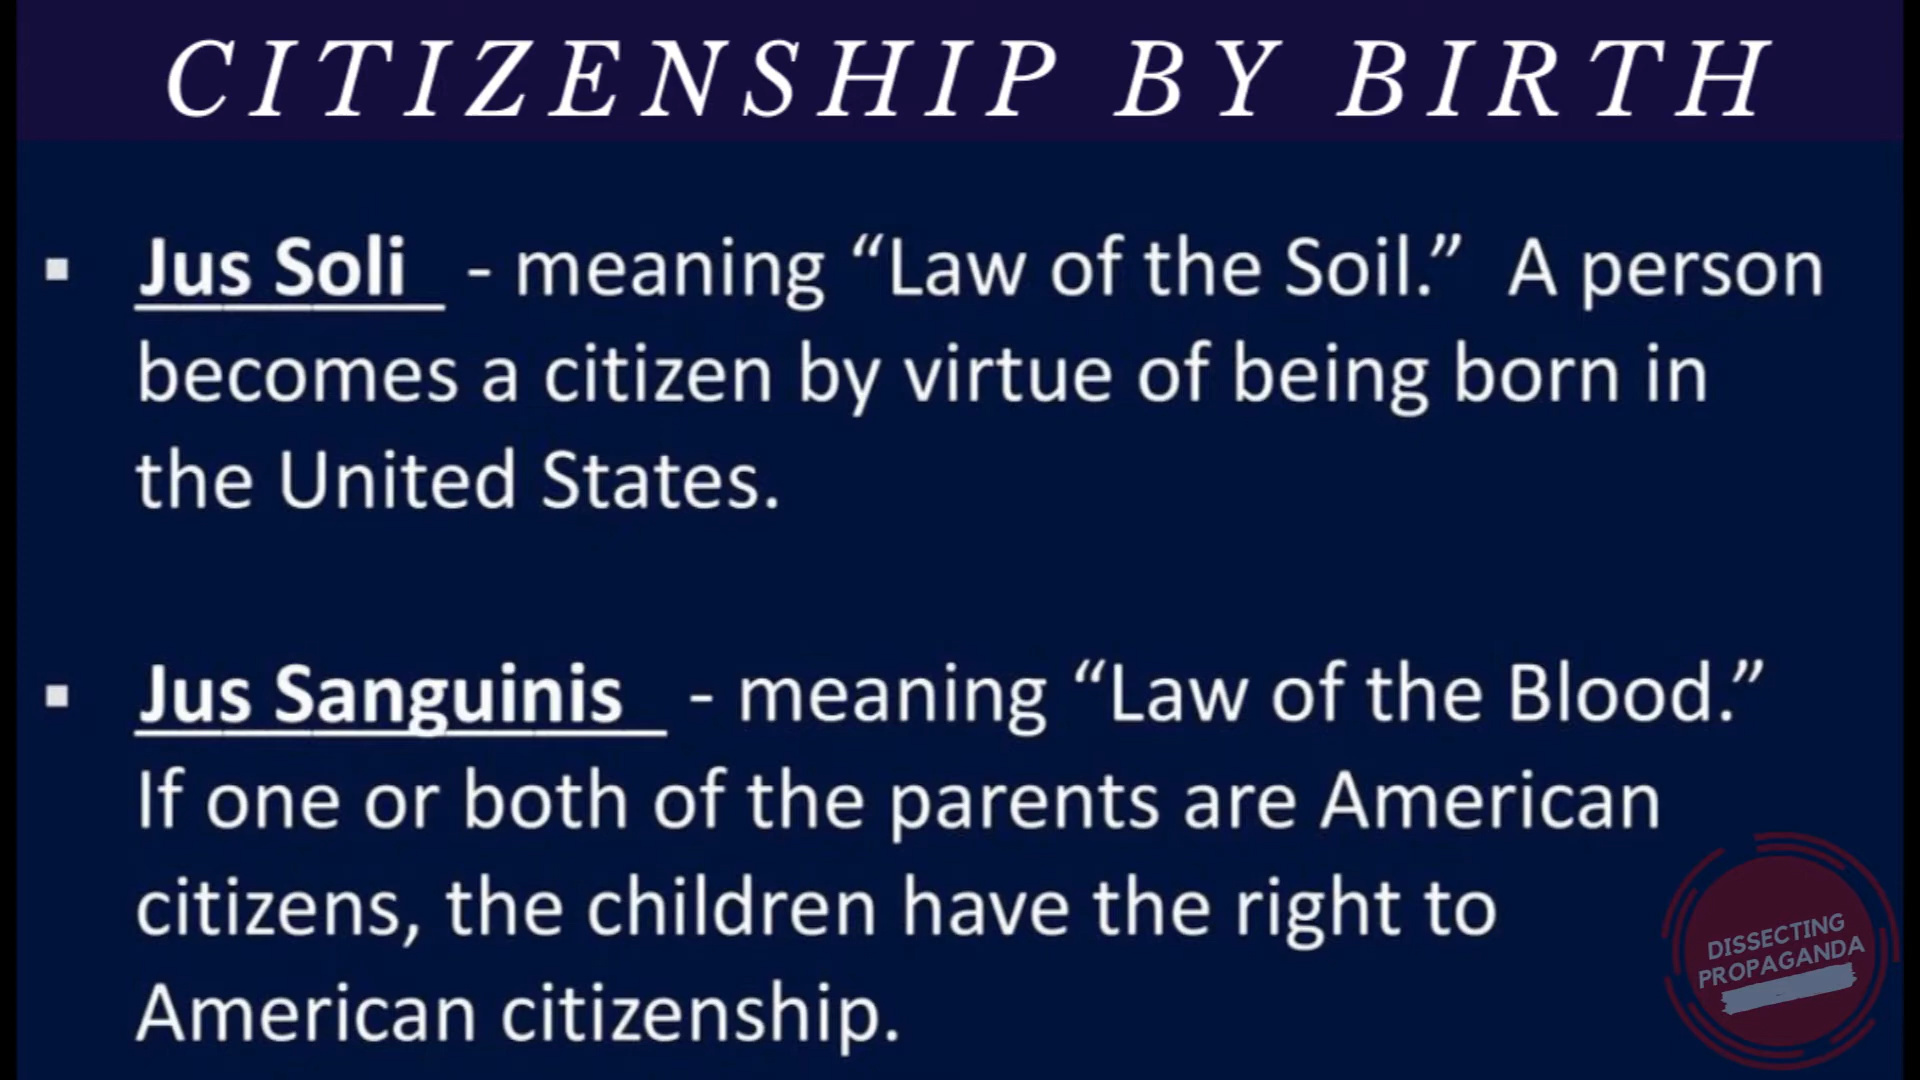 CITIZENSHIP BY BIRTH
▪ Jus Soli - meaning “Law of the Soil.” A person
becomes a citizen by virtue of being born in
the United States.
▪ Jus Sanguinis - meaning “Law of the Blood.”
If one or both of the parents are American
citizens, the children have the right to
American citizenship.
DISSECTING
PROPAGANDA